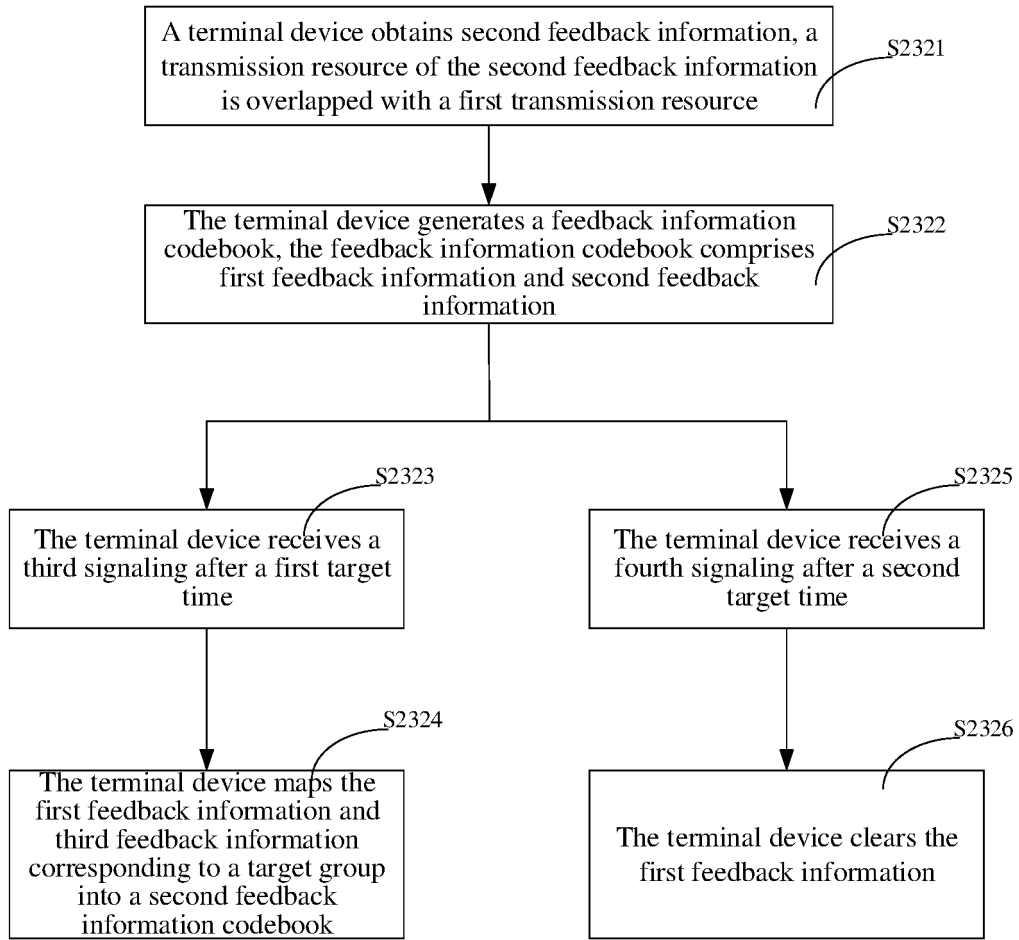 A terminal device obtains second feedback information, a
transmission resource of the second feedback information
is overlapped with a first transmission resource
S2321
The terminal device generates a feedback information
codebook, the feedback information codebook comprises
first feedback information and second feedback
information
S2322
S2323
The terminal device receives a
third signaling after a first target
time
S2325
The terminal device receives a
fourth signaling after a second
target time
S2324
The terminal device maps the
first feedback information and
third feedback information
corresponding to a target group
into a second feedback
information codebook
S2326
The terminal device clears the
first feedback information